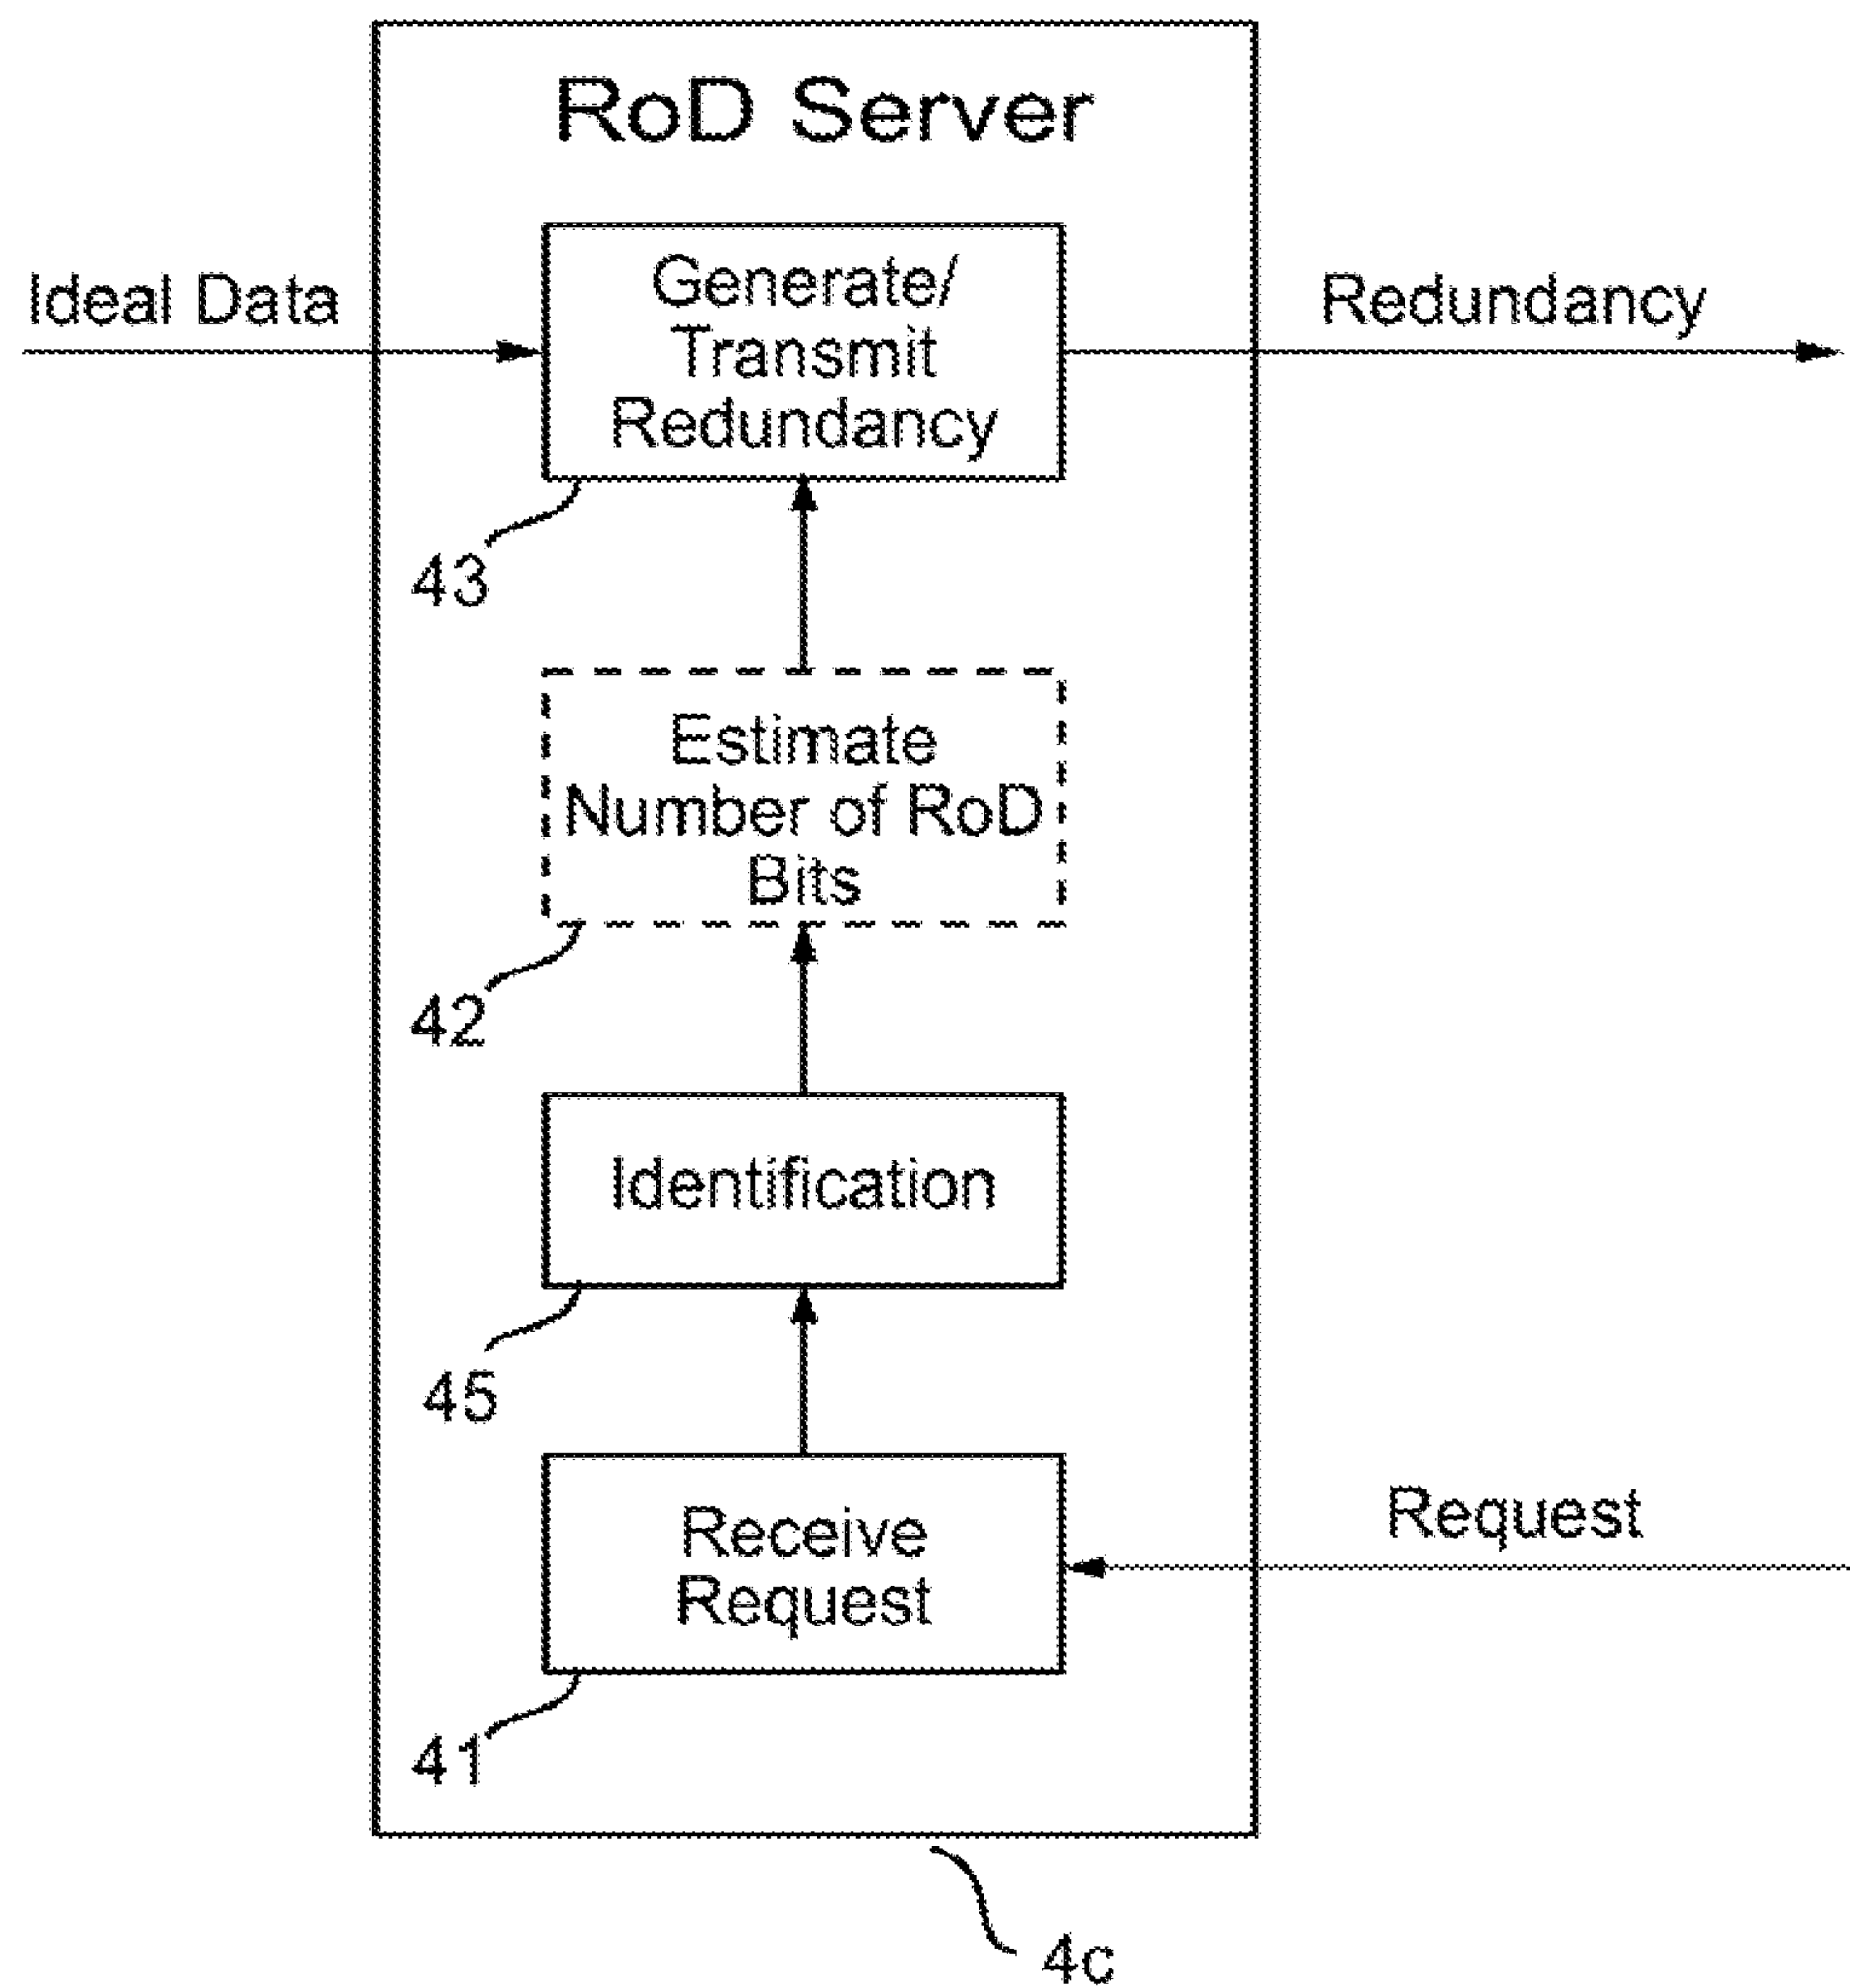 RoD Server
Ideal Data
Generate/
Transmit
Redundancy
Redundancy
43
Estimate
Number of RoD
Bits
42
Identification
45
Receive
Request
Request
41
4c